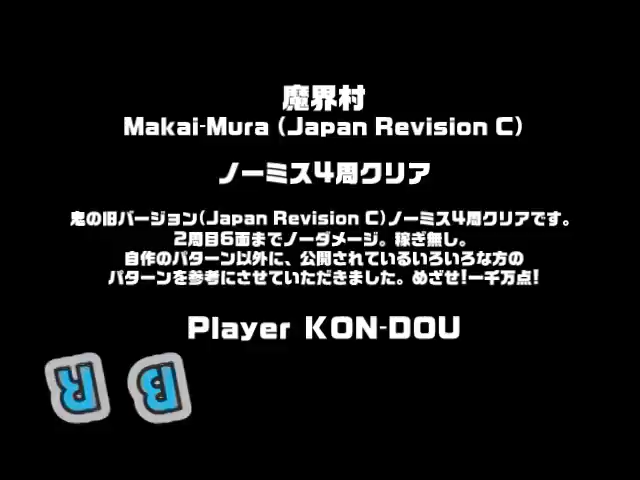 魔界村
Makai-Mura (Japan Revision C)
ノーミス4周クリア
鬼の旧バージョン(Japan Revision C)ノーミス4周クリアです。
2周目6面までノーダメージ。稼ぎ無し。
自作のパターン以外に、公開されているいろいろな方の
パターンを参考にさせていただきました。めざせ!一千万点!
Player KON-DOU
R B